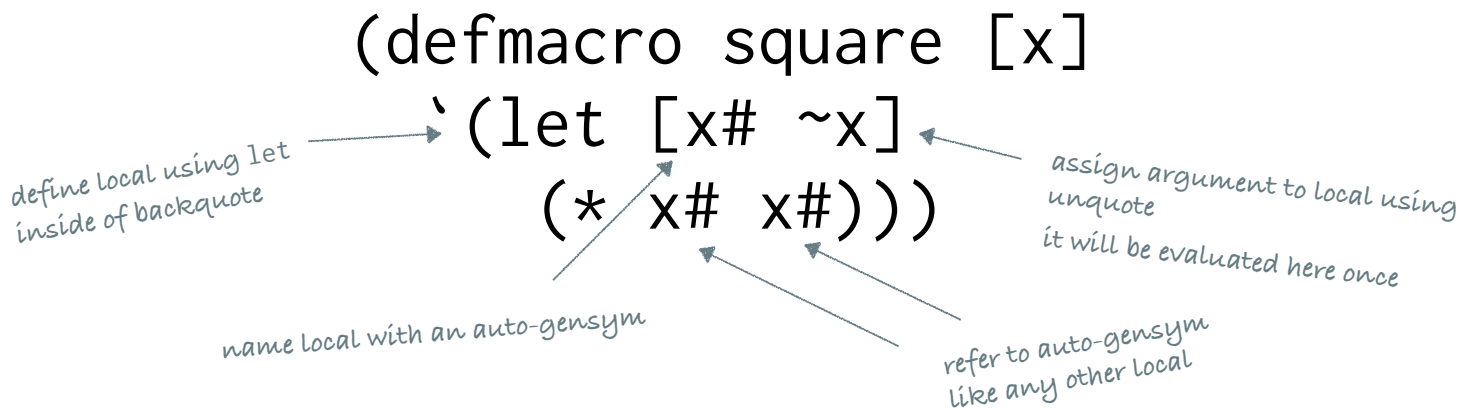 (defmacro square [x]
`(let [x# ~x]
(* x# x#)))
define local using let
inside of backquote
assign argument to local using
unquote
it will be evaluated here once
name local with an auto-gensym
refer to auto-gensym
like any other local